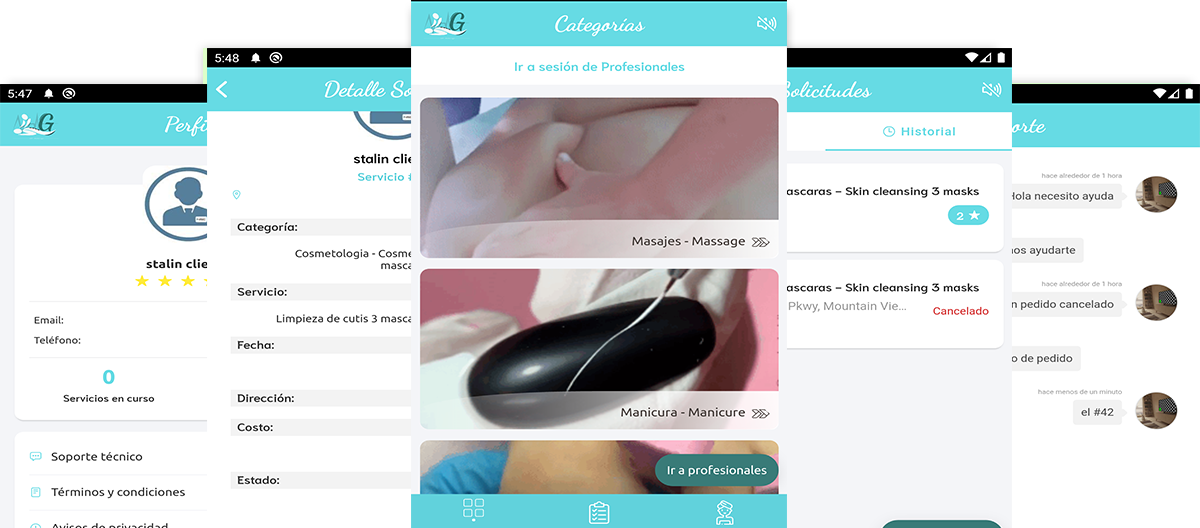 5:47
G
Perfi
stalin clie
Email:
Teléfono:
0
Servicios en curso
Soporte técnico
Términos y condiciones
Avisos de privacidad
5:48
Detalle So
stalin clie
Servicio #
Categoría:
Cosmetologia - Cosme
masca
Servicio:
Limpieza de cutis 3 masca
Fecha:
Dirección:
Costo:
Estado:
G
Categorías
Ir a sesión de Profesionales
Masajes - Massage
Manicura - Manicure
Ir a profesionales
Solicitudes
Historial
ascaras – Skin cleansing 3 masks
2
ascaras – Skin cleansing 3 masks
Pkwy, Mountain Vie...
Cancelado
orte
hace alrededor de 1 hora
Hola necesito ayuda
mos ayudarte
hace alrededor de 1 hora
n pedido cancelado
o de pedido
hace menos de un minuto
el #42